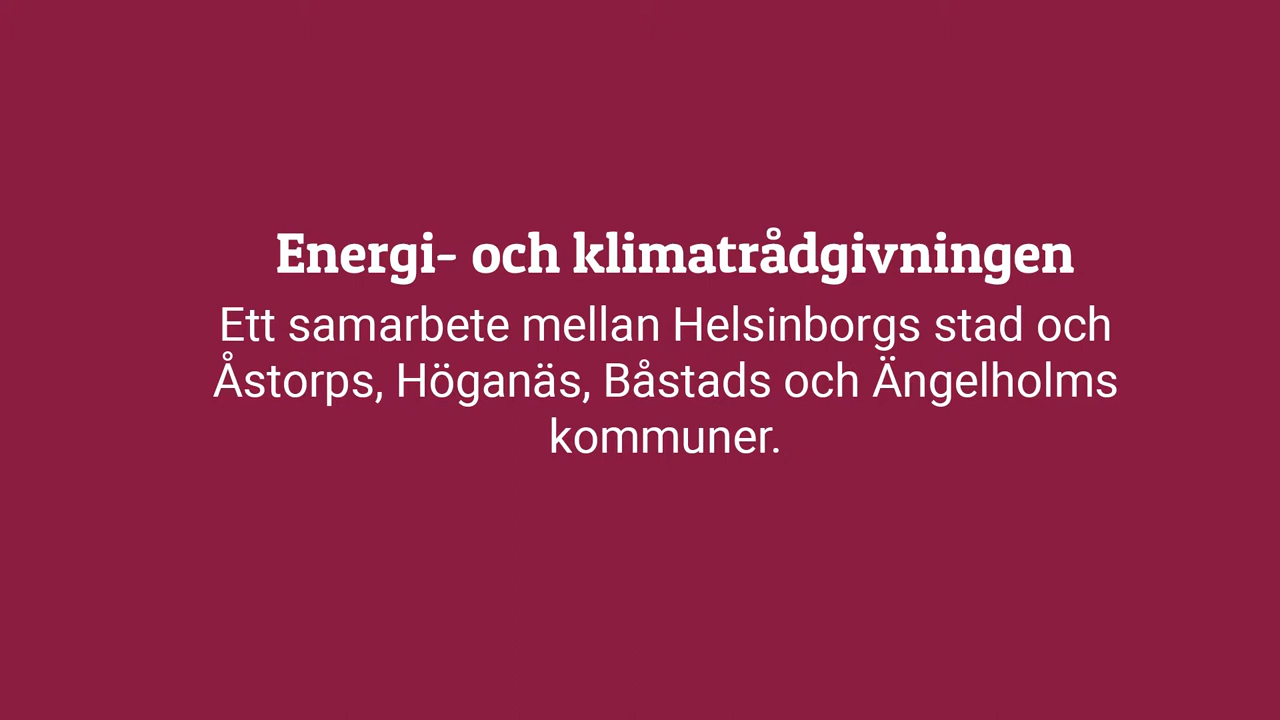 Energi- och klimatrådgivningen
Ett samarbete mellan Helsinborgs stad och
Åstorps, Höganäs, Båstads och Ängelholms
kommuner.